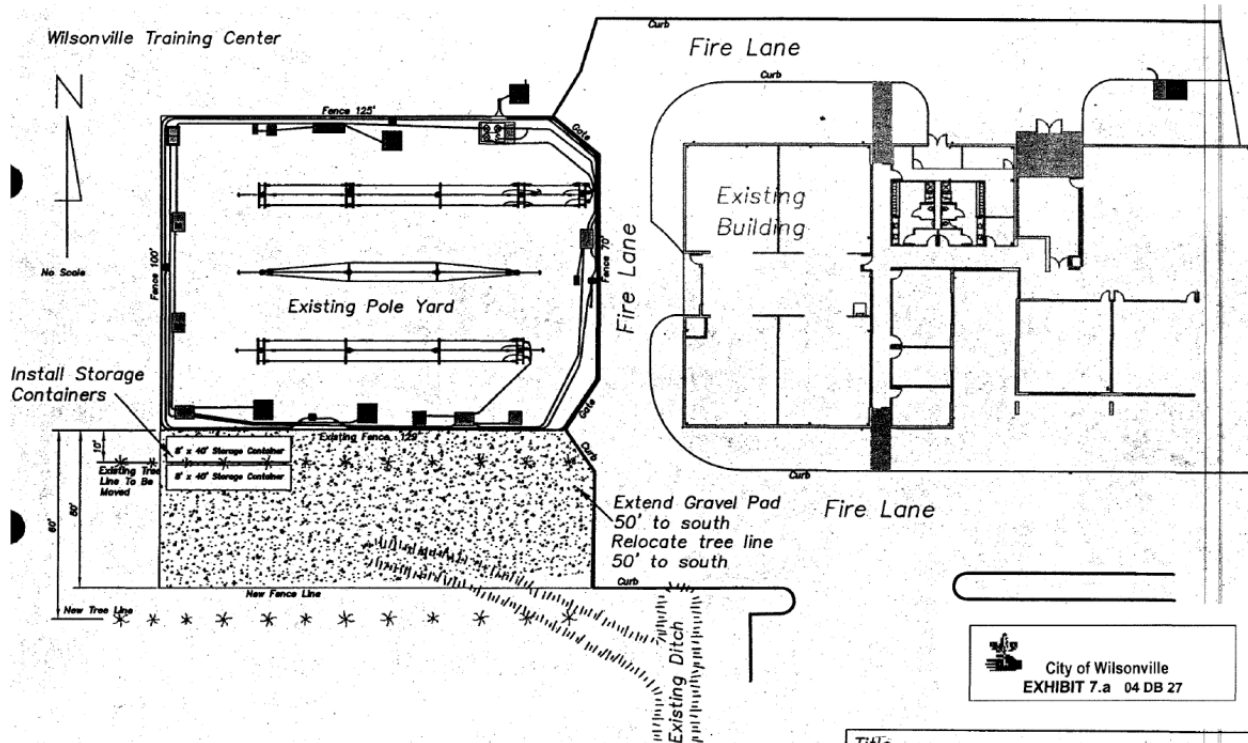 Wilsonville Training Center
N
No Scale
Curb
Fire Lane
Curb
Fence 125'
Gate
Fence 100'
Existing
Building
Fence 70'
Fire Lane
Existing Pole Yard
Install Storage
Containers
Gate
Existing Fence 129'
Curb
10'
8' x 40' Storage Container
8' x 40' Storage Container
Existing Tree
Line To Be
Moved
Curb
Extend Gravel Pad
50' to south
Relocate tree line
50' to south
Fire Lane
60'
New Fence Line
Curb
New Tree Line
Existing Ditch
City of Wilsonville
EXHIBIT 7.a 04 DB 27
Title